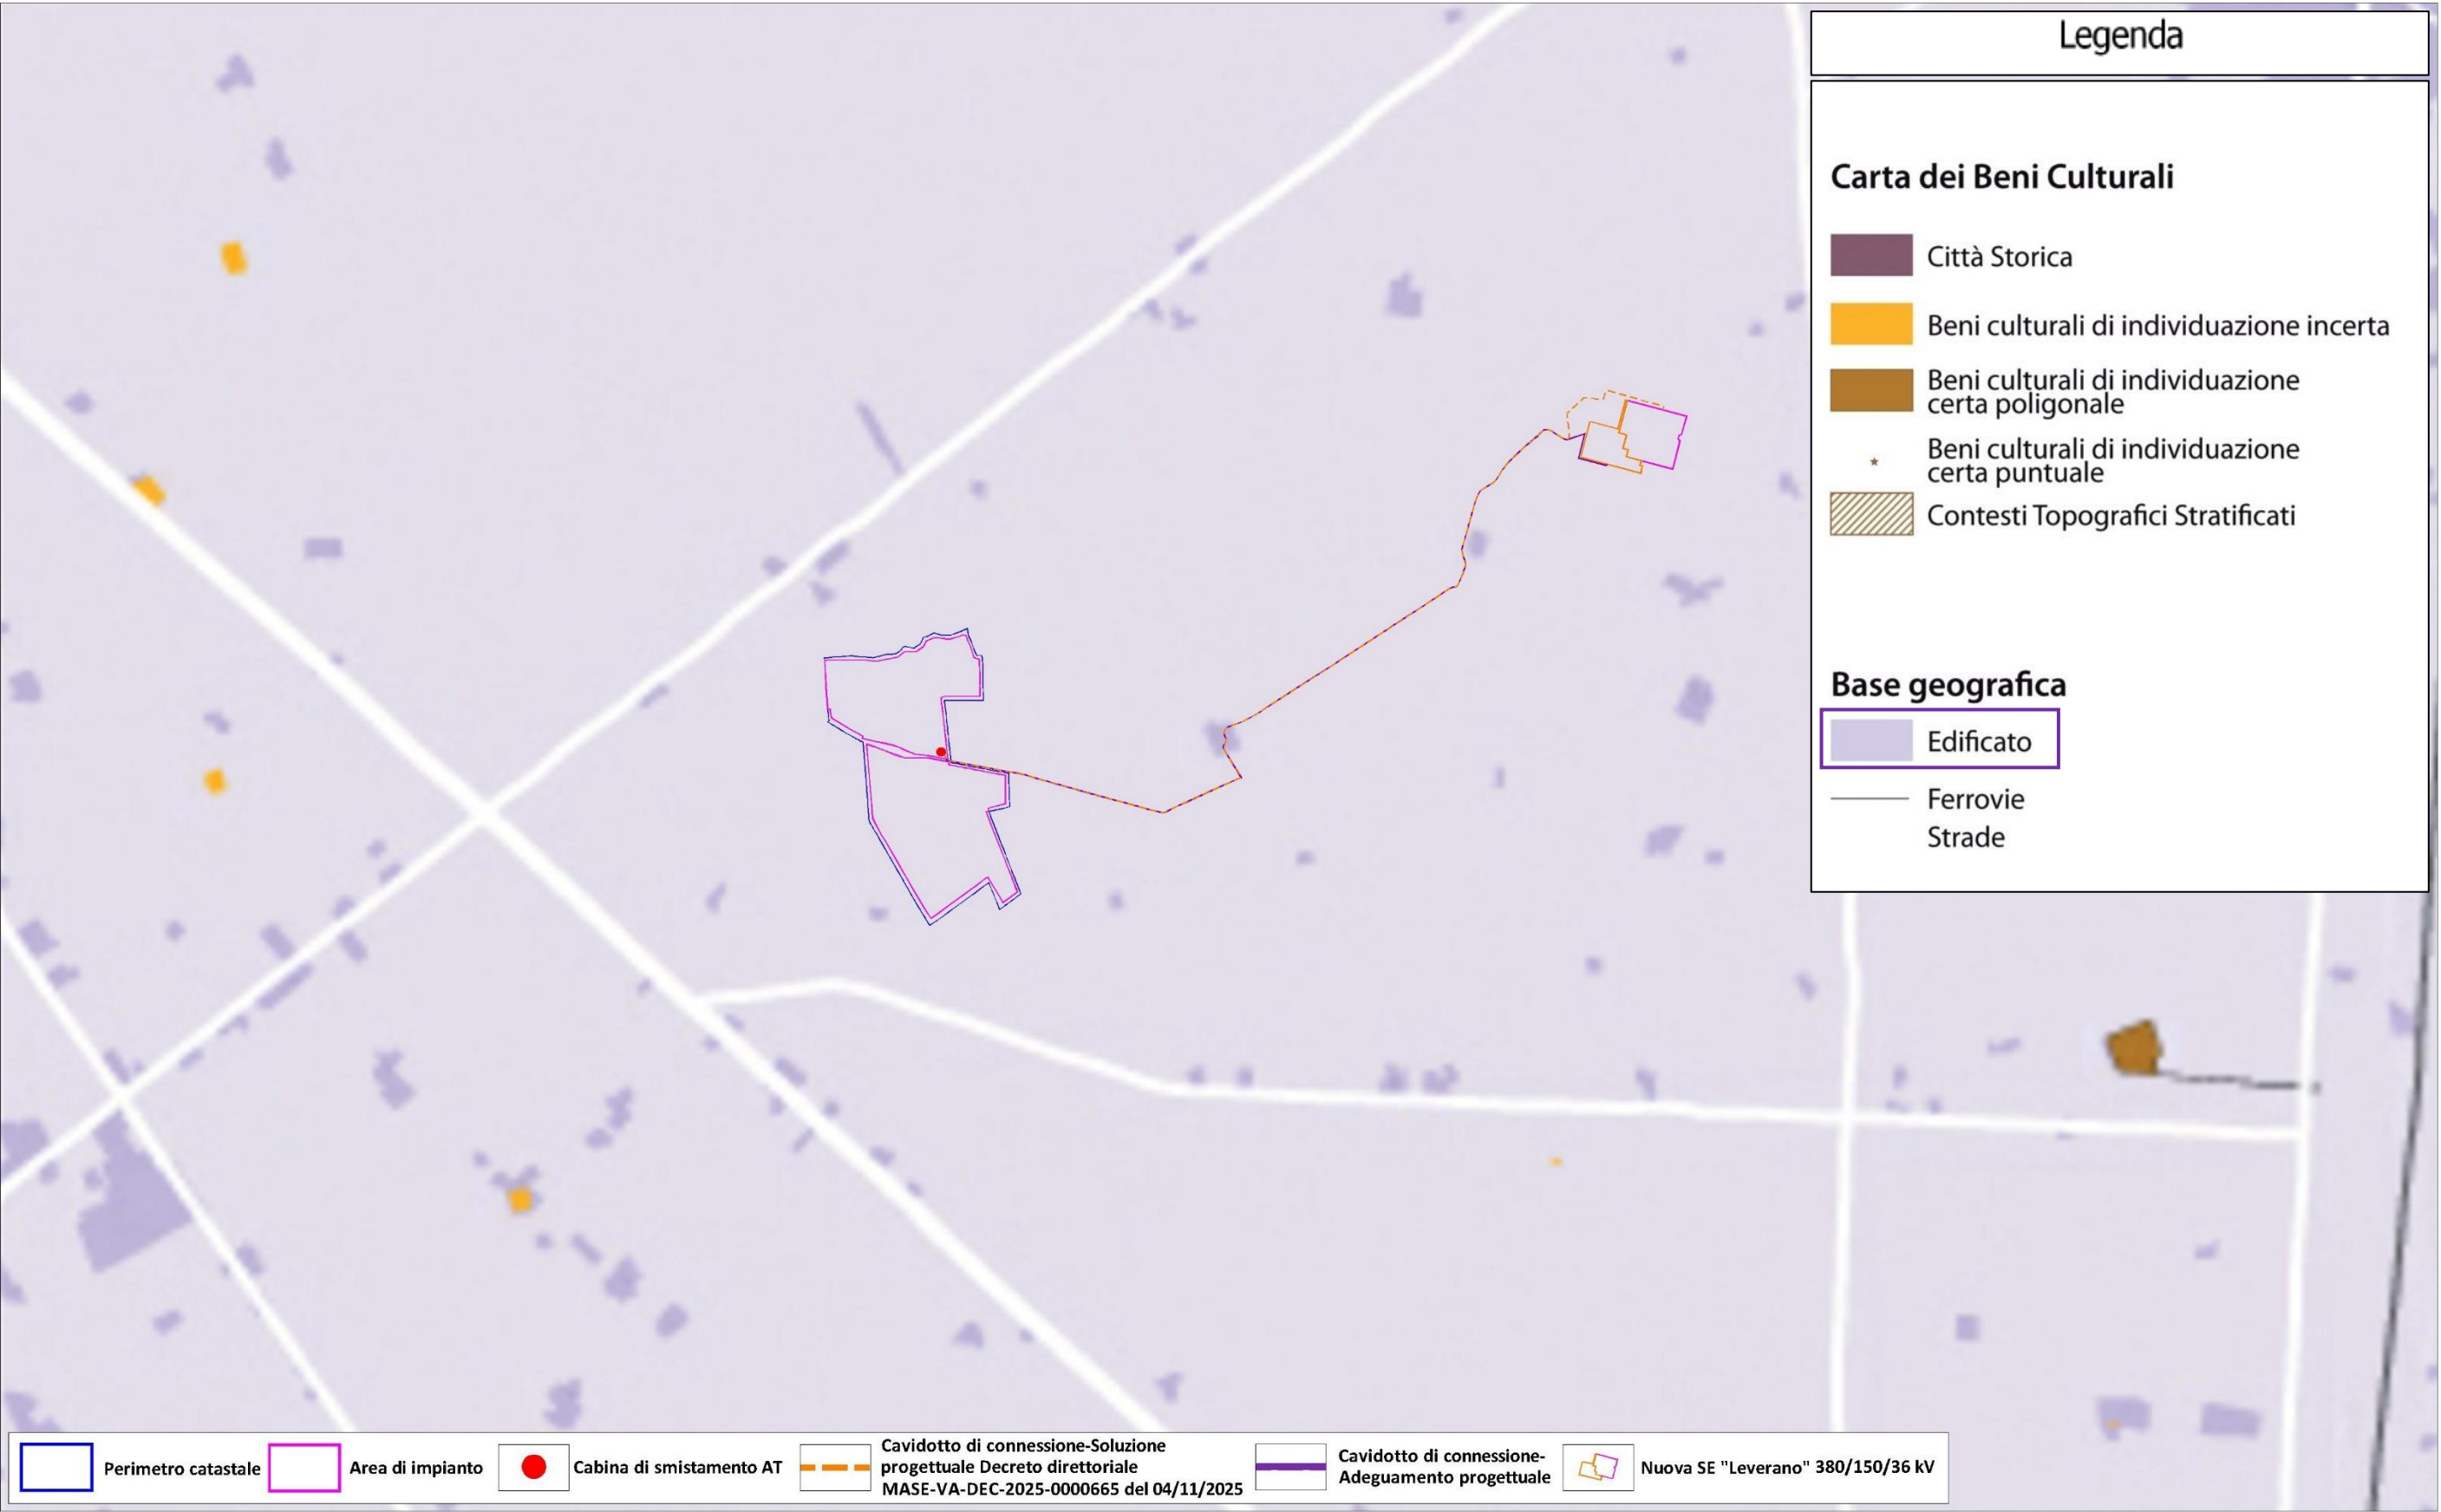 Legenda
Carta dei Beni Culturali
Città Storica
Beni culturali di individuazione incerta
Beni culturali di individuazione
certa poligonale
Beni culturali di individuazione
certa puntuale
Contesti Topografici Stratificati
Base geografica
Edificato
Ferrovie
Strade
Perimetro catastale
Area di impianto
Cabina di smistamento AT
Cavidotto di connessione-Soluzione
progettuale Decreto direttoriale
MASE-VA-DEC-2025-0000665 del 04/11/2025
Cavidotto di connessione-
Adeguamento progettuale
Nuova SE "Leverano" 380/150/36 kV